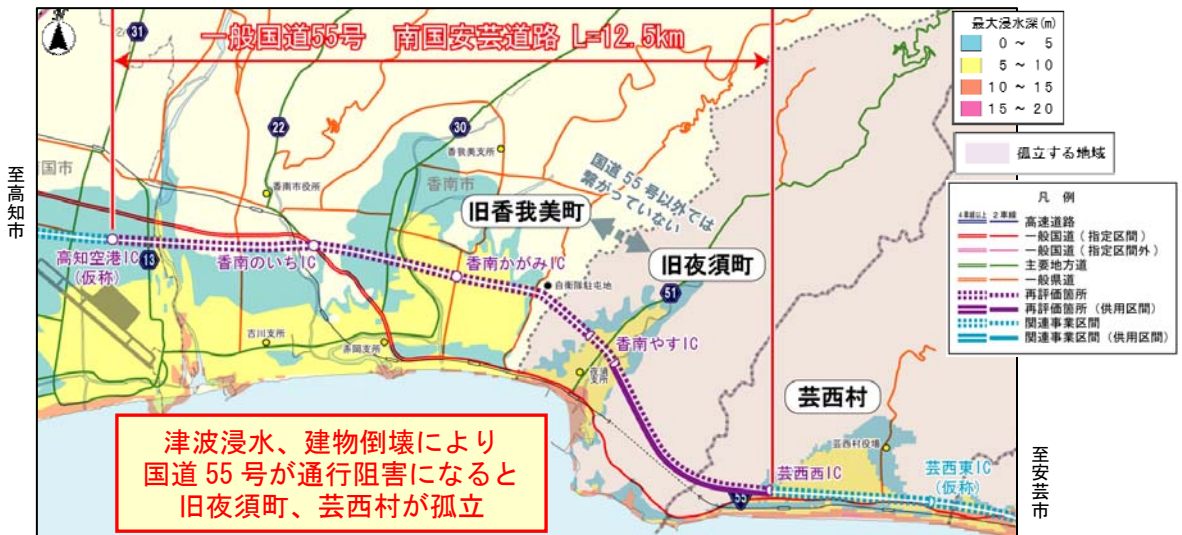 一般国道55号 南国安芸道路 L=12.5km
31
22
30
13
51
55
最大浸水深(m)
0 ～ 5
5 ～ 10
10 ～ 15
15 ～ 20
孤立する地域
凡 例
4車線以上 2車線
高速道路
一般国道(指定区間)
一般国道(指定区間外)
主要地方道
一般県道
再評価箇所
再評価箇所(供用区間)
関連事業区間
関連事業区間(供用区間)
至高知市
国市
香我美支所
香南市役所
香南市
国道55号以外では
繋がっていない
旧香我美町
旧夜須町
高知空港IC
(仮称)
香南のいちIC
香南かがみIC
自衛隊駐屯地
吉川支所
赤岡支所
香南やすIC
夜須
支所
芸西村
芸西村役場
芸西西IC
芸西東IC
(仮称)
至安芸市
津波浸水、建物倒壊により
国道55号が通行阻害になると
旧夜須町、芸西村が孤立